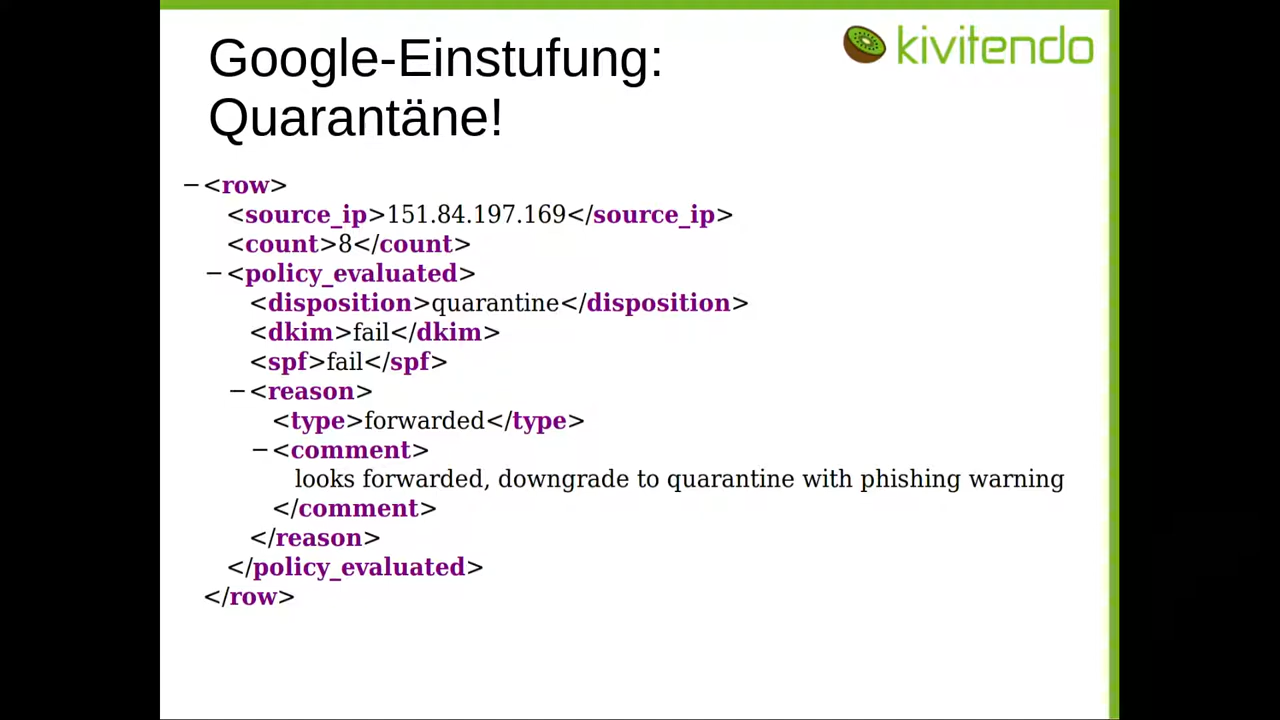 Google-Einstufung:
Quarantäne!
kivitendo
−<row>
<source_ip>151.84.197.169</source_ip>
<count>8</count>
−<policy_evaluated>
<disposition>quarantine</disposition>
<dkim>fail</dkim>
<spf>fail</spf>
−<reason>
<type>forwarded</type>
−<comment>
looks forwarded, downgrade to quarantine with phishing warning
</comment>
</reason>
</policy_evaluated>
</row>